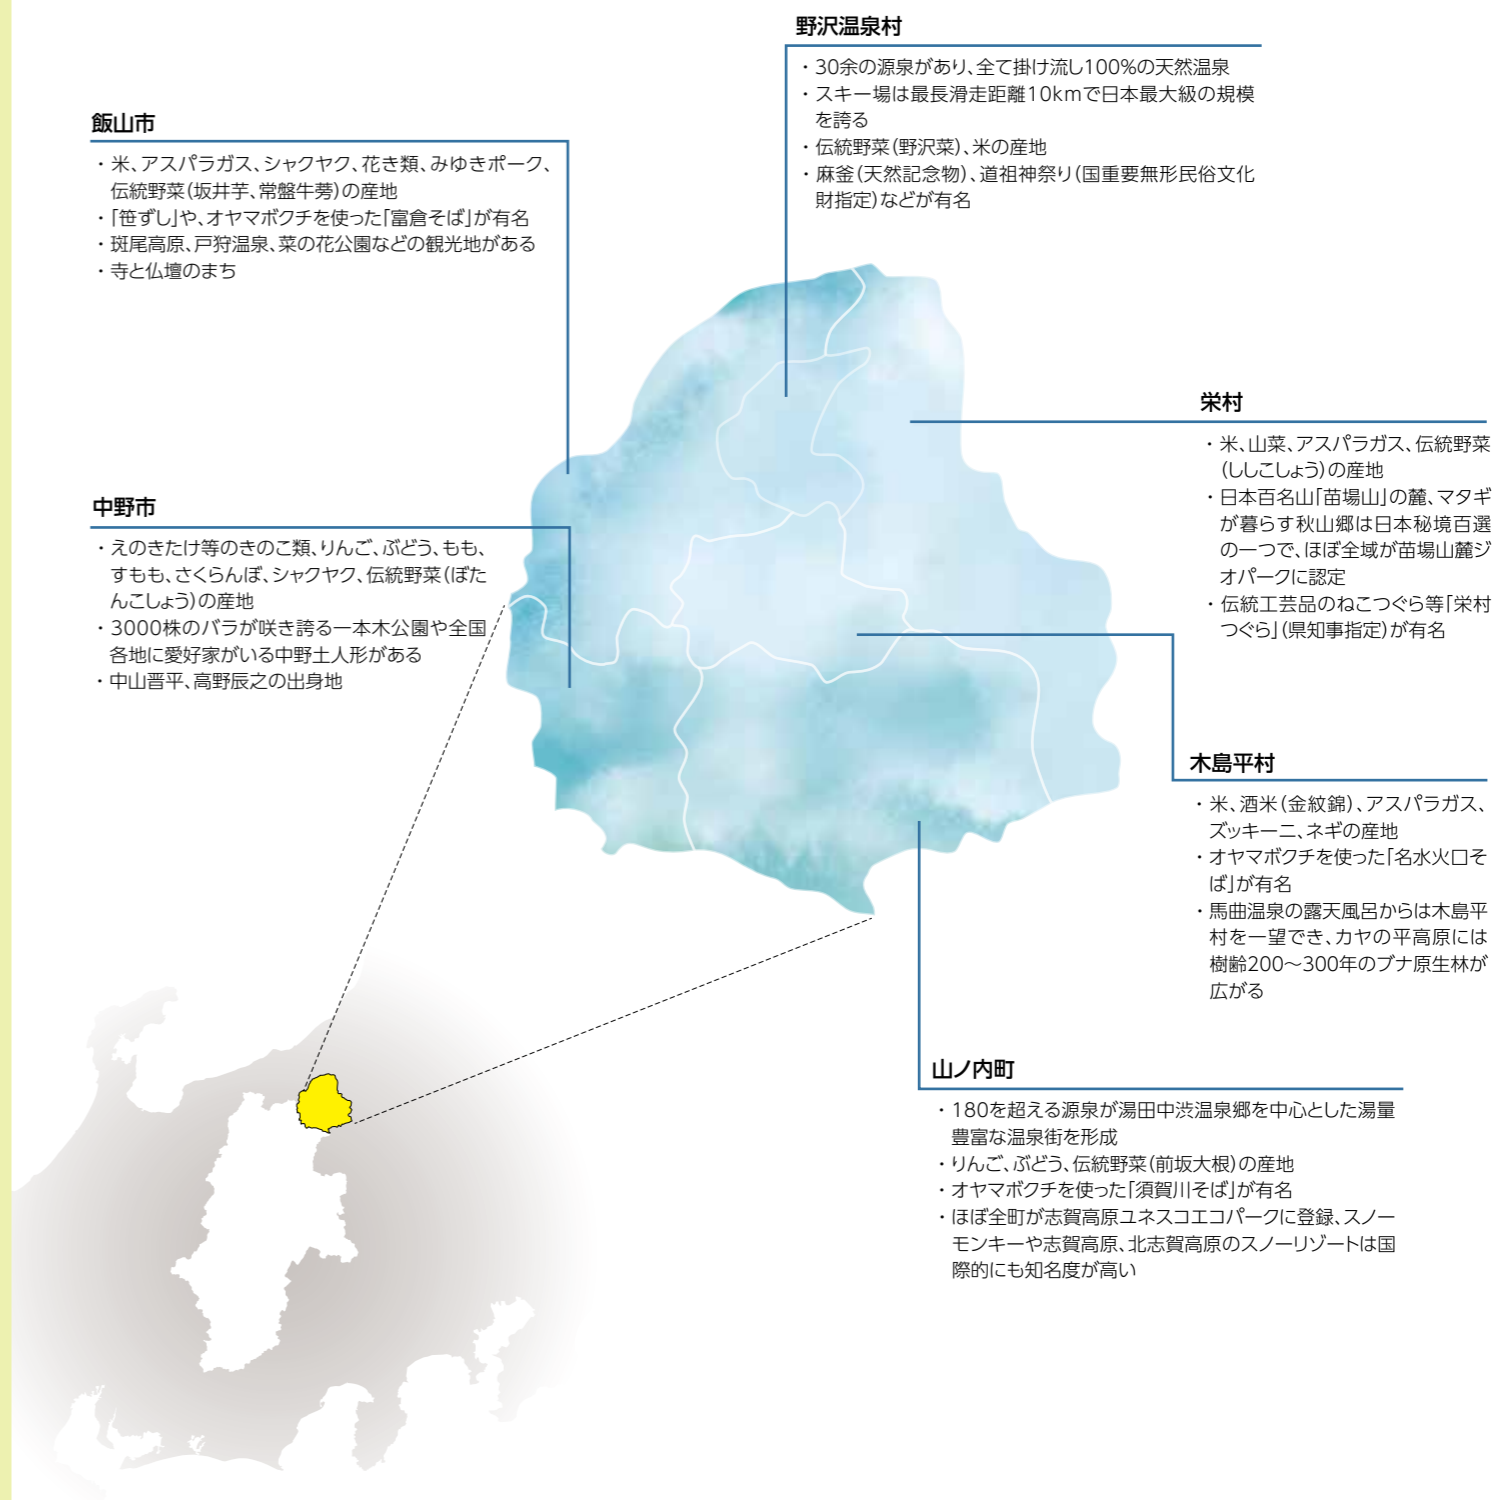 野沢温泉村
・30余の源泉があり、全て掛け流し100%の天然温泉
・スキー場は最長滑走距離10kmで日本最大級の規模
を誇る
・伝統野菜(野沢菜)、米の産地
・麻釜(天然記念物)、道祖神祭り(国重要無形民俗文化
財指定)などが有名
飯山市
・米、アスパラガス、シャクヤク、花き類、みゆきポーク、
伝統野菜(坂井芋、常盤牛蒡)の産地
・「笹ずし」や、オヤマボクチを使った「富倉そば」が有名
・斑尾高原、戸狩温泉、菜の花公園などの観光地がある
・寺と仏壇のまち
栄村
・米、山菜、アスパラガス、伝統野菜
(ししこしょう)の産地
・日本百名山「苗場山」の麓、マタギ
が暮らす秋山郷は日本秘境百選
の一つで、ほぼ全域が苗場山麓ジ
オパークに認定
・伝統工芸品のねこつぐら等「栄村
つぐら」(県知事指定)が有名
中野市
・えのきたけ等のきのこ類、りんご、ぶどう、もも、
すもも、さくらんぼ、シャクヤク、伝統野菜(ぼた
んこしょう)の産地
・3000株のバラが咲き誇る一本木公園や全国
各地に愛好家がいる中野土人形がある
・中山晋平、高野辰之の出身地
木島平村
・米、酒米(金紋錦)、アスパラガス、
ズッキーニ、ネギの産地
・オヤマボクチを使った「名水火口そ
ば」が有名
・馬曲温泉の露天風呂からは木島平
村を一望でき、カヤの平高原には
樹齢200〜300年のブナ原生林が
広がる
山ノ内町
・180を超える源泉が湯田中渋温泉郷を中心とした湯量
豊富な温泉街を形成
・りんご、ぶどう、伝統野菜(前坂大根)の産地
・オヤマボクチを使った「須賀川そば」が有名
・ほぼ全町が志賀高原ユネスコエコパークに登録、スノー
モンキーや志賀高原、北志賀高原のスノーリゾートは国
際的にも知名度が高い